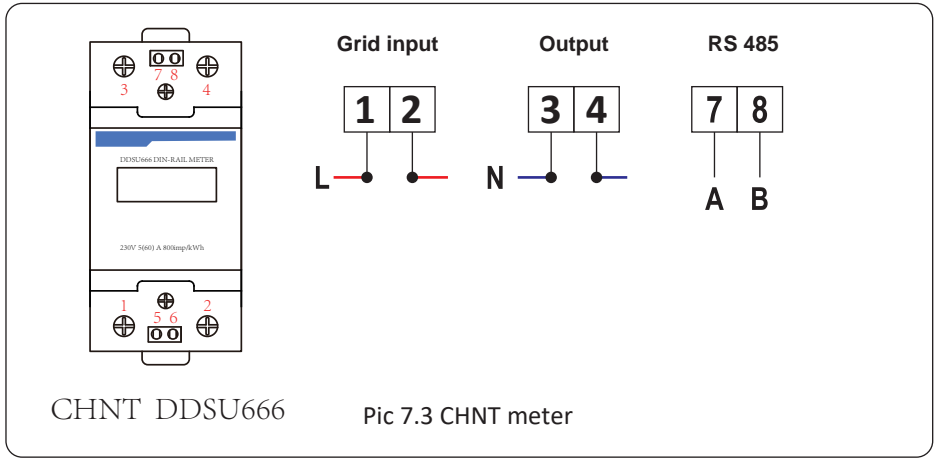 Grid input Output RS 485
7 8
3 4
1 2 3 4 7 8
DDSU666 DIN-RAIL METER
L N
A B
230V 5(60) A 800imp/kWh
1 2
5 6
CHNT DDSU666
Pic 7.3 CHNT meter